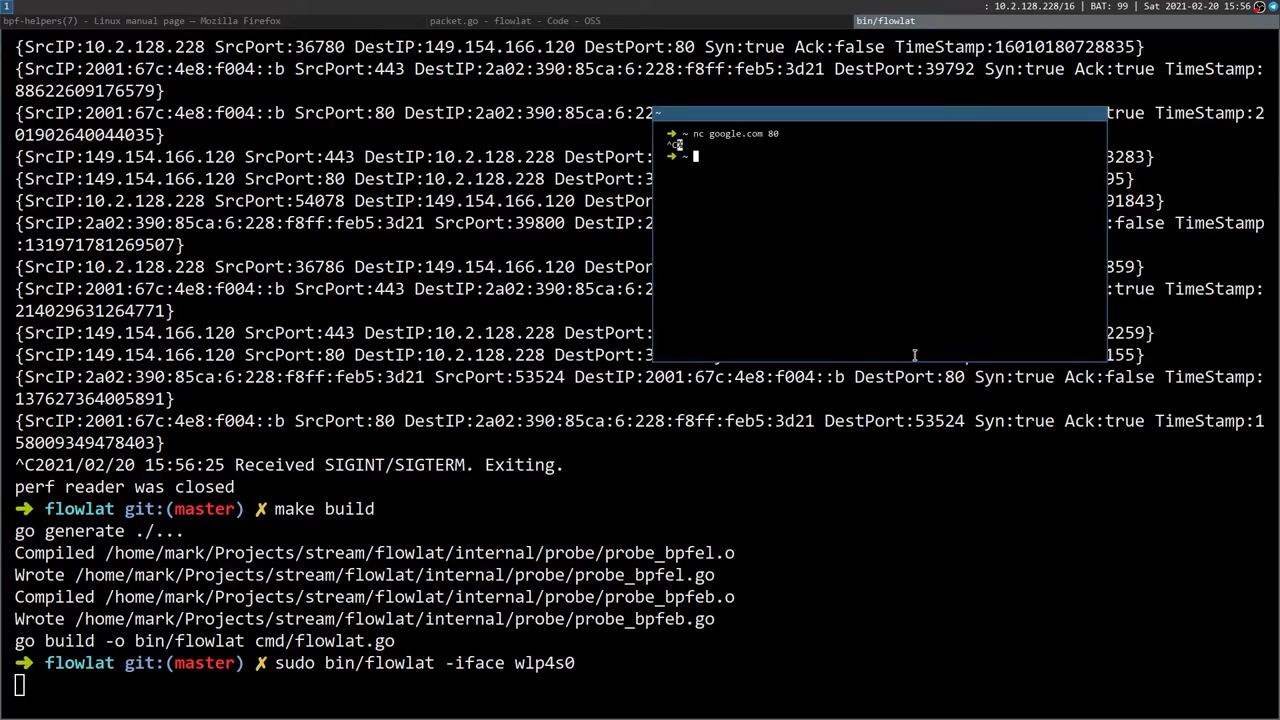 1
: 10.2.128.228/16 | BAT: 99 | Sat 2021-02-20 15:56
bpf-helpers(7) - Linux manual page — Mozilla Firefox
packet.go - flowlat - Code - OSS
bin/flowlat
{SrcIP:10.2.128.228 SrcPort:36780 DestIP:149.154.166.120 DestPort:80 Syn:true Ack:false TimeStamp:16010180728835}
{SrcIP:2001:67c:4e8:f004::b SrcPort:443 DestIP:2a02:390:85ca:6:228:f8ff:feb5:3d21 DestPort:39792 Syn:true Ack:true TimeStamp:
88622609176579}
{SrcIP:2001:67c:4e8:f004::b SrcPort:80 DestIP:2a02:390:85ca:6:22 true Ack:true TimeStamp:2
01902640044035}
{SrcIP:149.154.166.120 SrcPort:443 DestIP:10.2.128.228 DestPort: 3283}
{SrcIP:149.154.166.120 SrcPort:80 DestIP:10.2.128.228 DestPort:3 95}
{SrcIP:10.2.128.228 SrcPort:54078 DestIP:149.154.166.120 DestPor 91843}
{SrcIP:2a02:390:85ca:6:228:f8ff:feb5:3d21 SrcPort:39800 DestIP:2 :false TimeStamp
:131971781269507}
{SrcIP:10.2.128.228 SrcPort:36786 DestIP:149.154.166.120 DestPor 859}
{SrcIP:2001:67c:4e8:f004::b SrcPort:443 DestIP:2a02:390:85ca:6:2 :true TimeStamp:
214029631264771}
{SrcIP:149.154.166.120 SrcPort:443 DestIP:10.2.128.228 DestPort: 2259}
{SrcIP:149.154.166.120 SrcPort:80 DestIP:10.2.128.228 DestPort:3 155}
{SrcIP:2a02:390:85ca:6:228:f8ff:feb5:3d21 SrcPort:53524 DestIP:2001:67c:4e8:f004::b DestPort:80 Syn:true Ack:false TimeStamp:
137627364005891}
{SrcIP:2001:67c:4e8:f004::b SrcPort:80 DestIP:2a02:390:85ca:6:228:f8ff:feb5:3d21 DestPort:53524 Syn:true Ack:true TimeStamp:1
580093494784403}
^C2021/02/20 15:56:25 Received SIGINT/SIGTERM. Exiting.
perf reader was closed
➜ flowlat git:(master) ✗ make build
go generate ./...
Compiled /home/mark/Projects/stream/flowlat/internal/probe/probe_bpfel.o
Wrote /home/mark/Projects/stream/flowlat/internal/probe/probe_bpfel.go
Compiled /home/mark/Projects/stream/flowlat/internal/probe/probe_bpfeb.o
Wrote /home/mark/Projects/stream/flowlat/internal/probe/probe_bpfeb.go
go build -o bin/flowlat cmd/flowlat.go
➜ flowlat git:(master) ✗ sudo bin/flowlat -iface wlp4s0
~
➜ ~ nc google.com 80
^C%
➜ ~